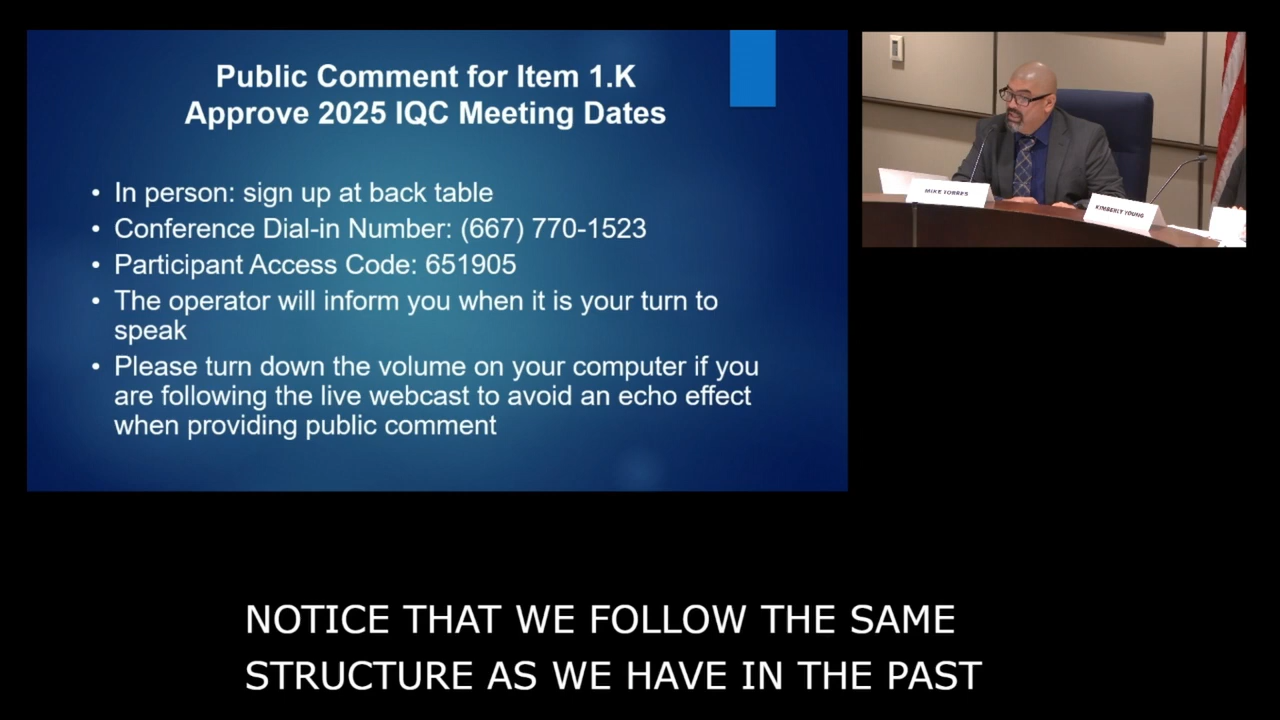 Public Comment for Item 1.K
Approve 2025 IQC Meeting Dates
• In person: sign up at back table
• Conference Dial-in Number: (667) 770-1523
• Participant Access Code: 651905
• The operator will inform you when it is your turn to
speak
• Please turn down the volume on your computer if you
are following the live webcast to avoid an echo effect
when providing public comment
MIKE TORRES
KIMBERLY YOUNG
NOTICE THAT WE FOLLOW THE SAME
STRUCTURE AS WE HAVE IN THE PAST